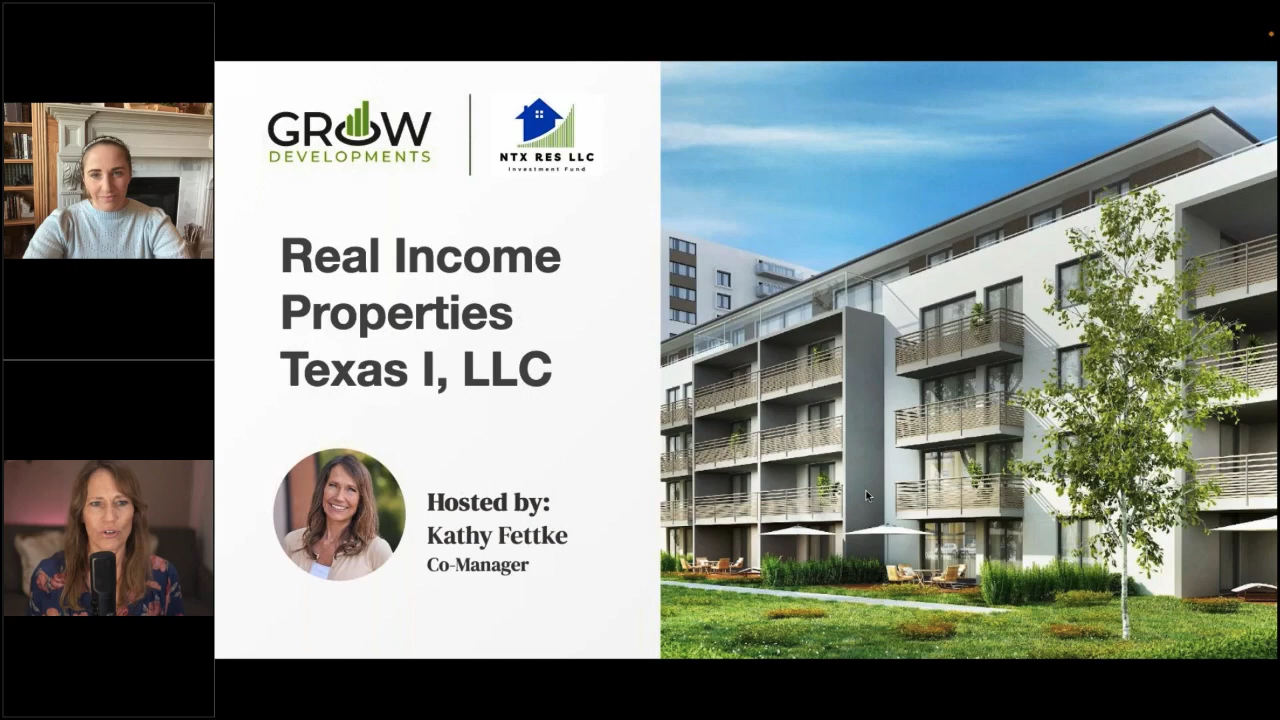 GROW
DEVELOPMENTS
NTX RES LLC
Investment Fund
Real Income
Properties
Texas I, LLC
Hosted by:
Kathy Fettke
Co-Manager